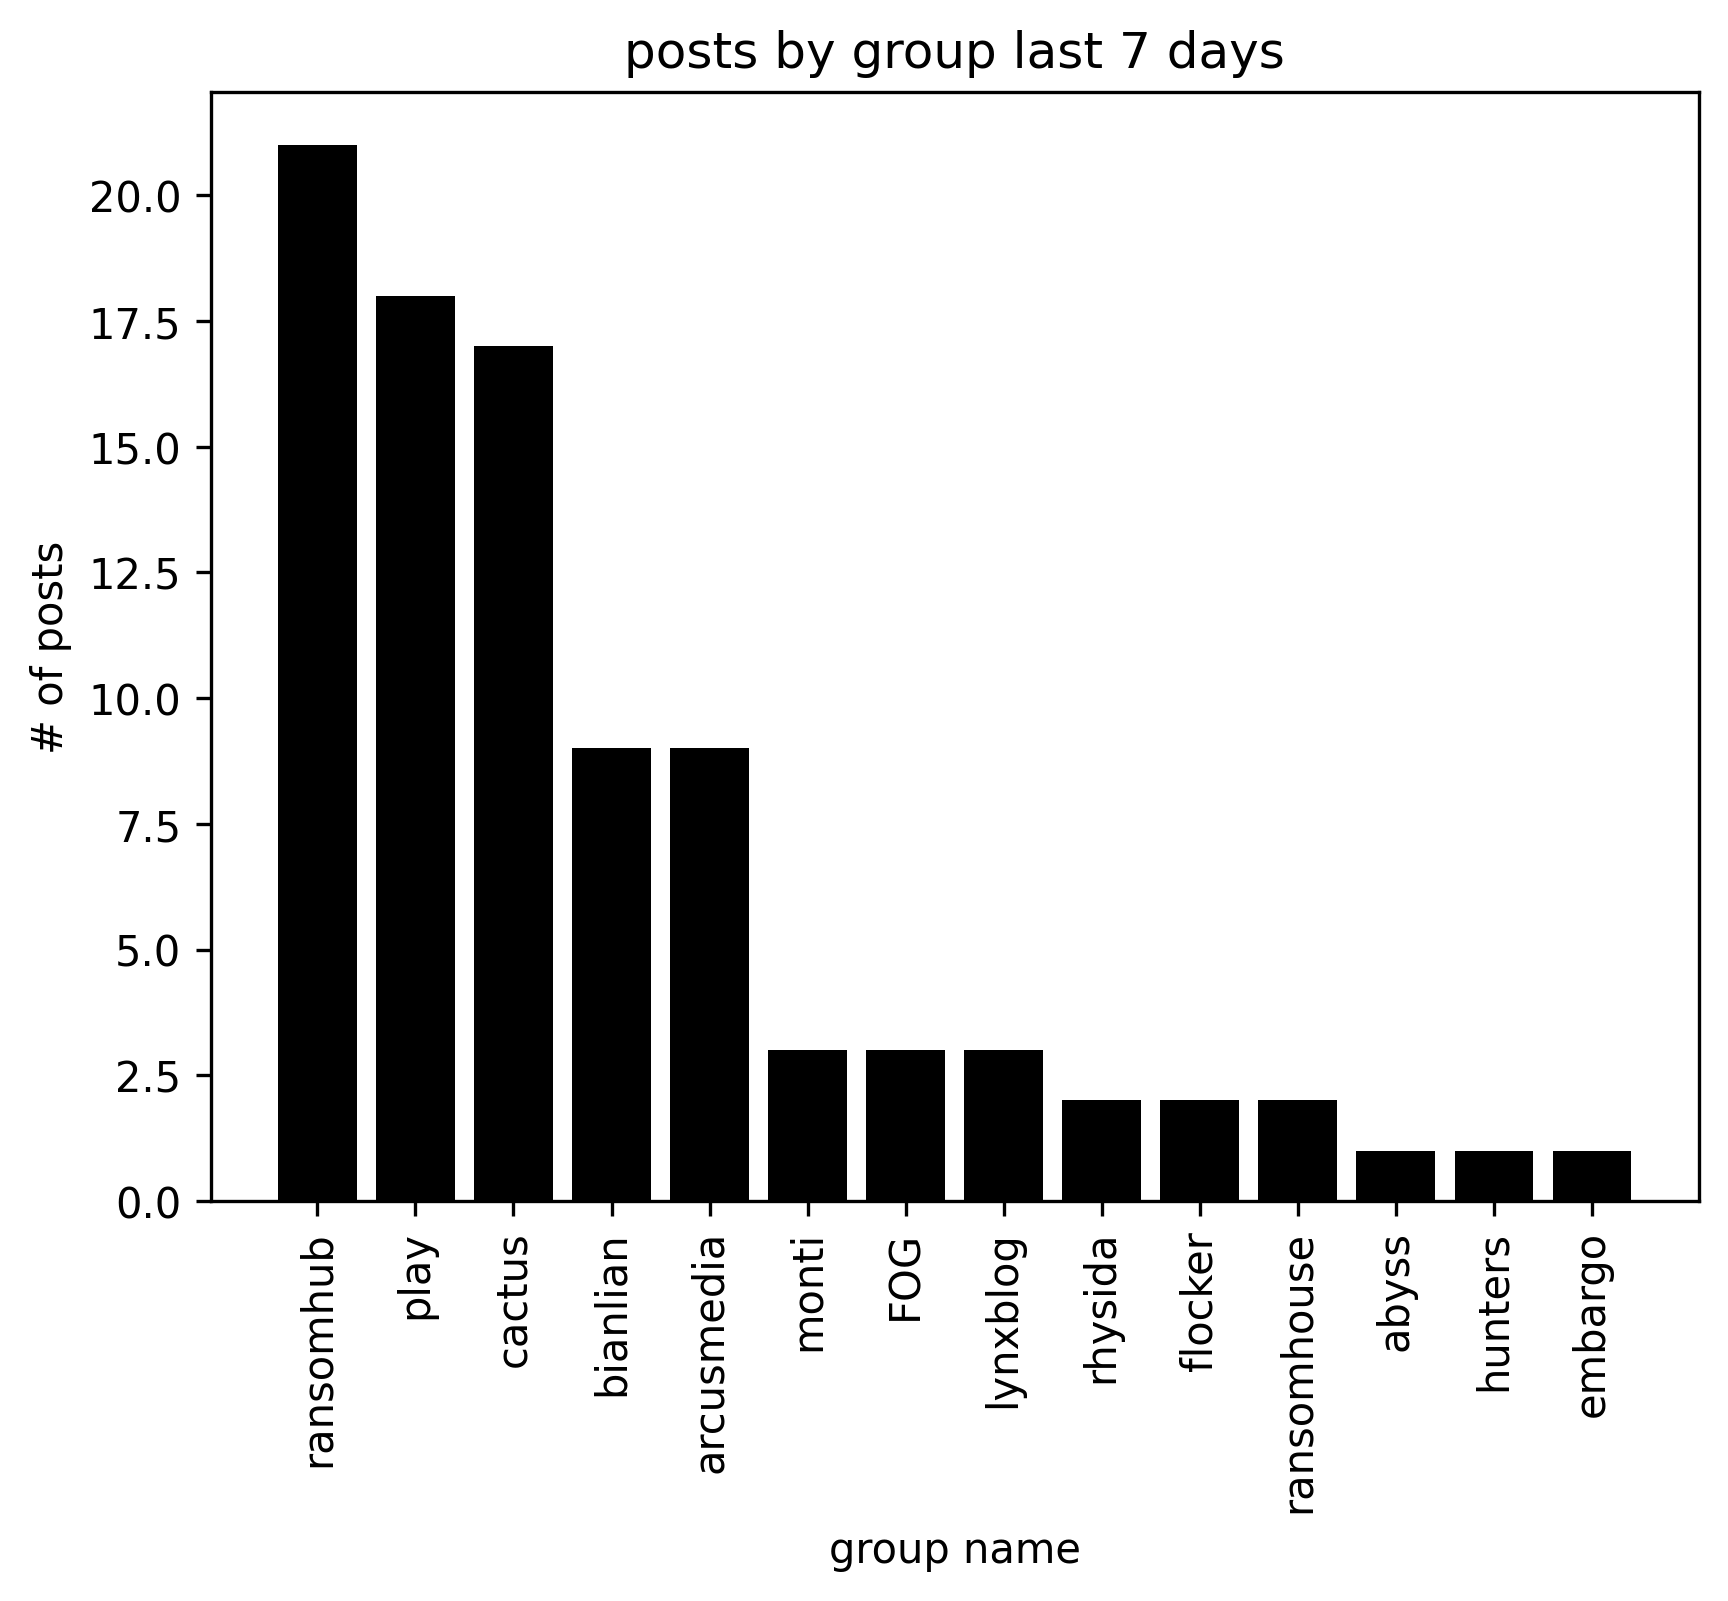 posts by group last 7 days
# of posts
20.0
17.5
15.0
12.5
10.0
7.5
5.0
2.5
0.0
ransomhub
play
cactus
bianlian
arcusmedia
monti
FOG
lynxblog
rhysida
flocker
ransomhouse
abyss
hunters
embargo
group name